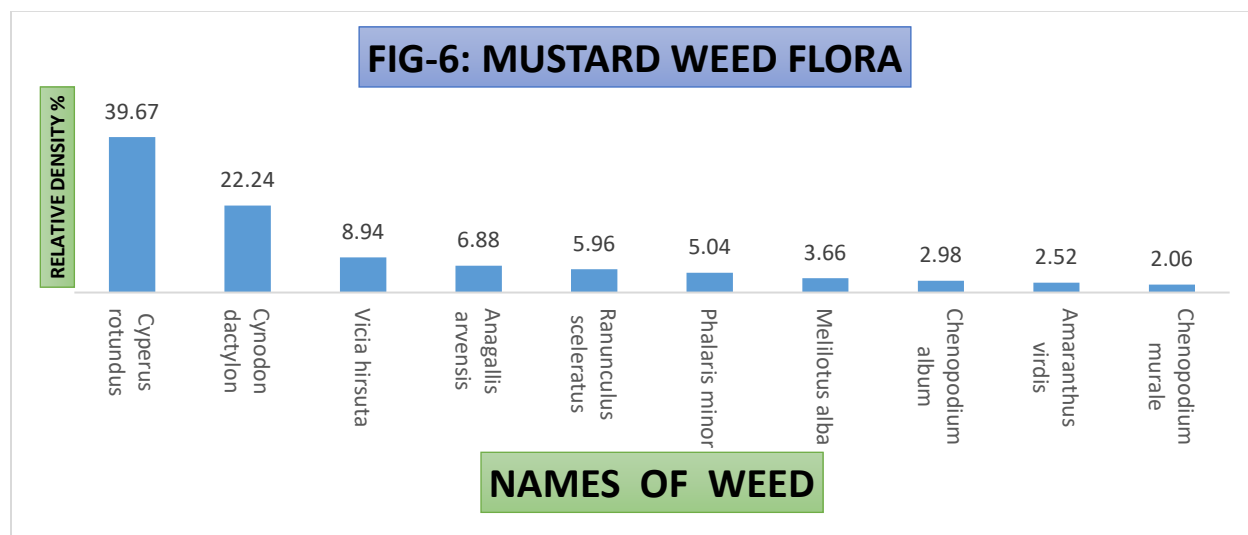 FIG-6: MUSTARD WEED FLORA
RELATIVE DENSITY %
39.67
22.24
8.94
6.88
5.96
5.04
3.66
2.98
2.52
2.06
Cyperus
rotundus
Cynodon
dactylon
Vicia hirsuta
Anagallis
arvensis
Ranunculus
sceleratus
Phalaris minor
Melilotus alba
Chenopodium
album
Amaranthus
virdis
Chenopodium
murale
NAMES OF WEED